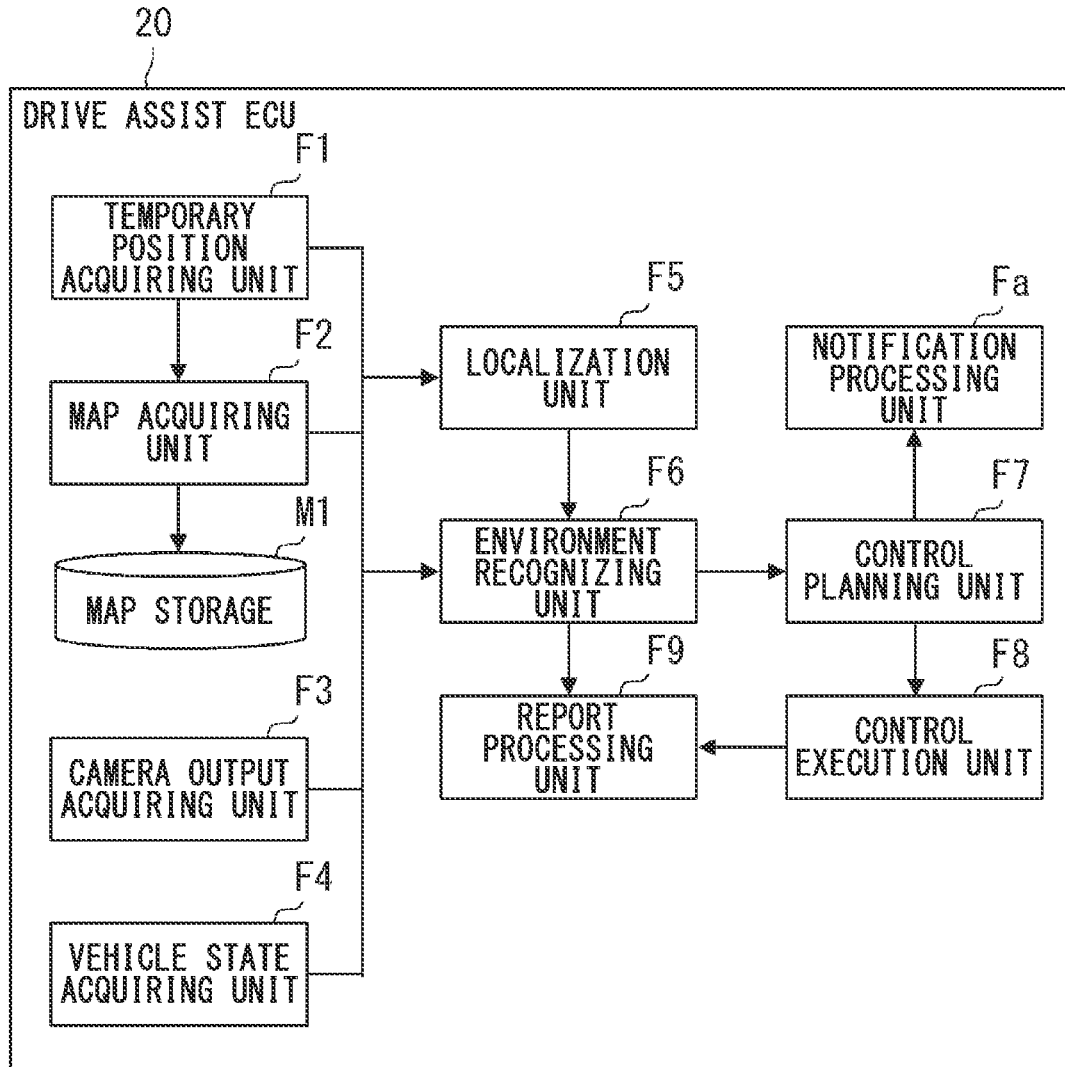 20
DRIVE ASSIST ECU
F1
TEMPORARY
POSITION
ACQUIRING UNIT
F2
MAP ACQUIRING
UNIT
M1
MAP STORAGE
F3
CAMERA OUTPUT
ACQUIRING UNIT
F4
VEHICLE STATE
ACQUIRING UNIT
F5
LOCALIZATION
UNIT
F6
ENVIRONMENT
RECOGNIZING
UNIT
F9
REPORT
PROCESSING
UNIT
Fa
NOTIFICATION
PROCESSING
UNIT
F7
CONTROL
PLANNING UNIT
F8
CONTROL
EXECUTION UNIT